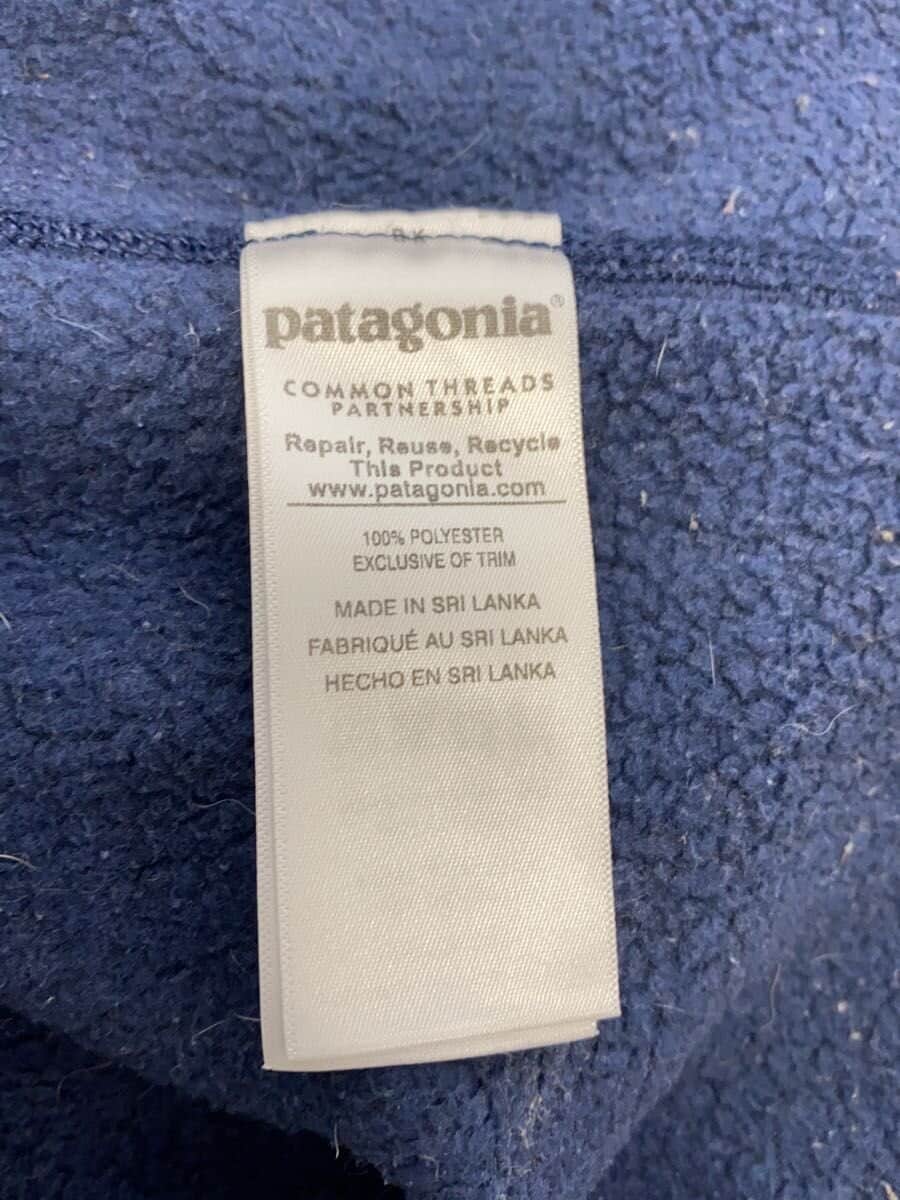 patagonia®
COMMON THREADS
PARTNERSHIP
Repair, Reuse, Recycle
This Product
www.patagonia.com
100% POLYESTER
EXCLUSIVE OF TRIM
MADE IN SRI LANKA
FABRIQUÉ AU SRI LANKA
HECHO EN SRI LANKA